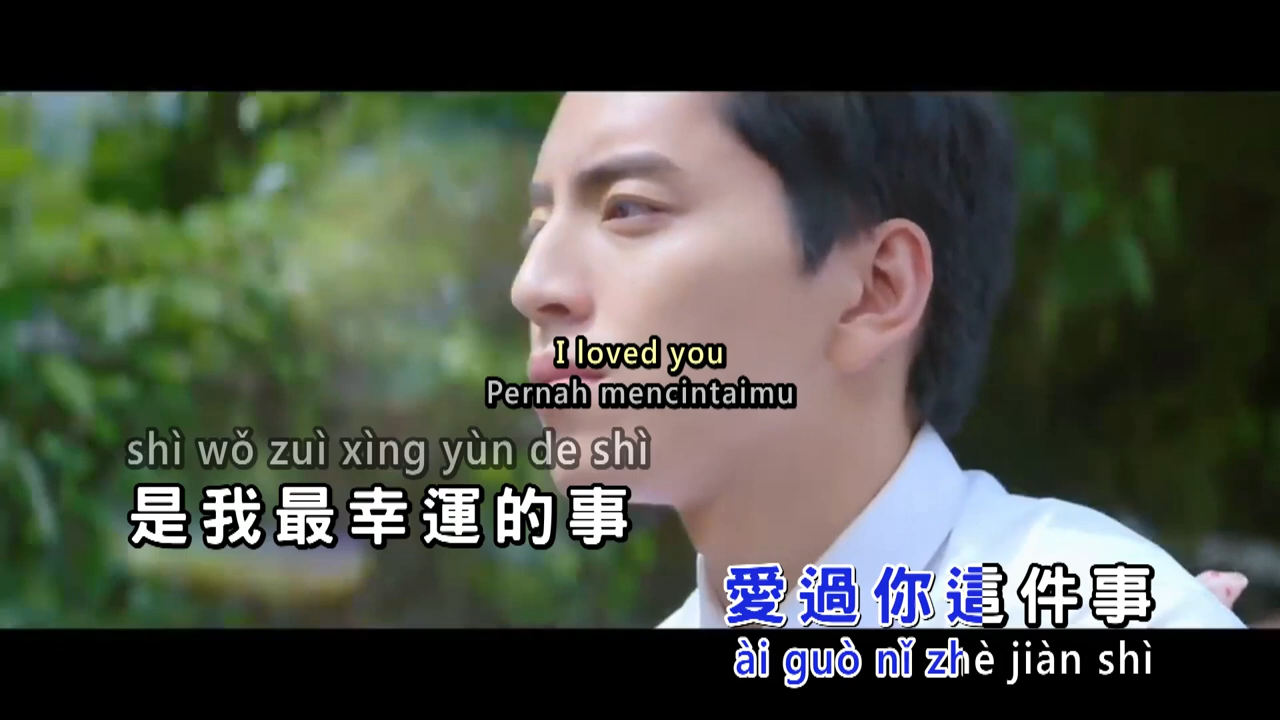 I loved you
Pernah mencintaimu
shì wǒ zuì xìng yùn de shì
是我最幸運的事
愛過你這件事
ài guò nǐ zhè jiàn shì